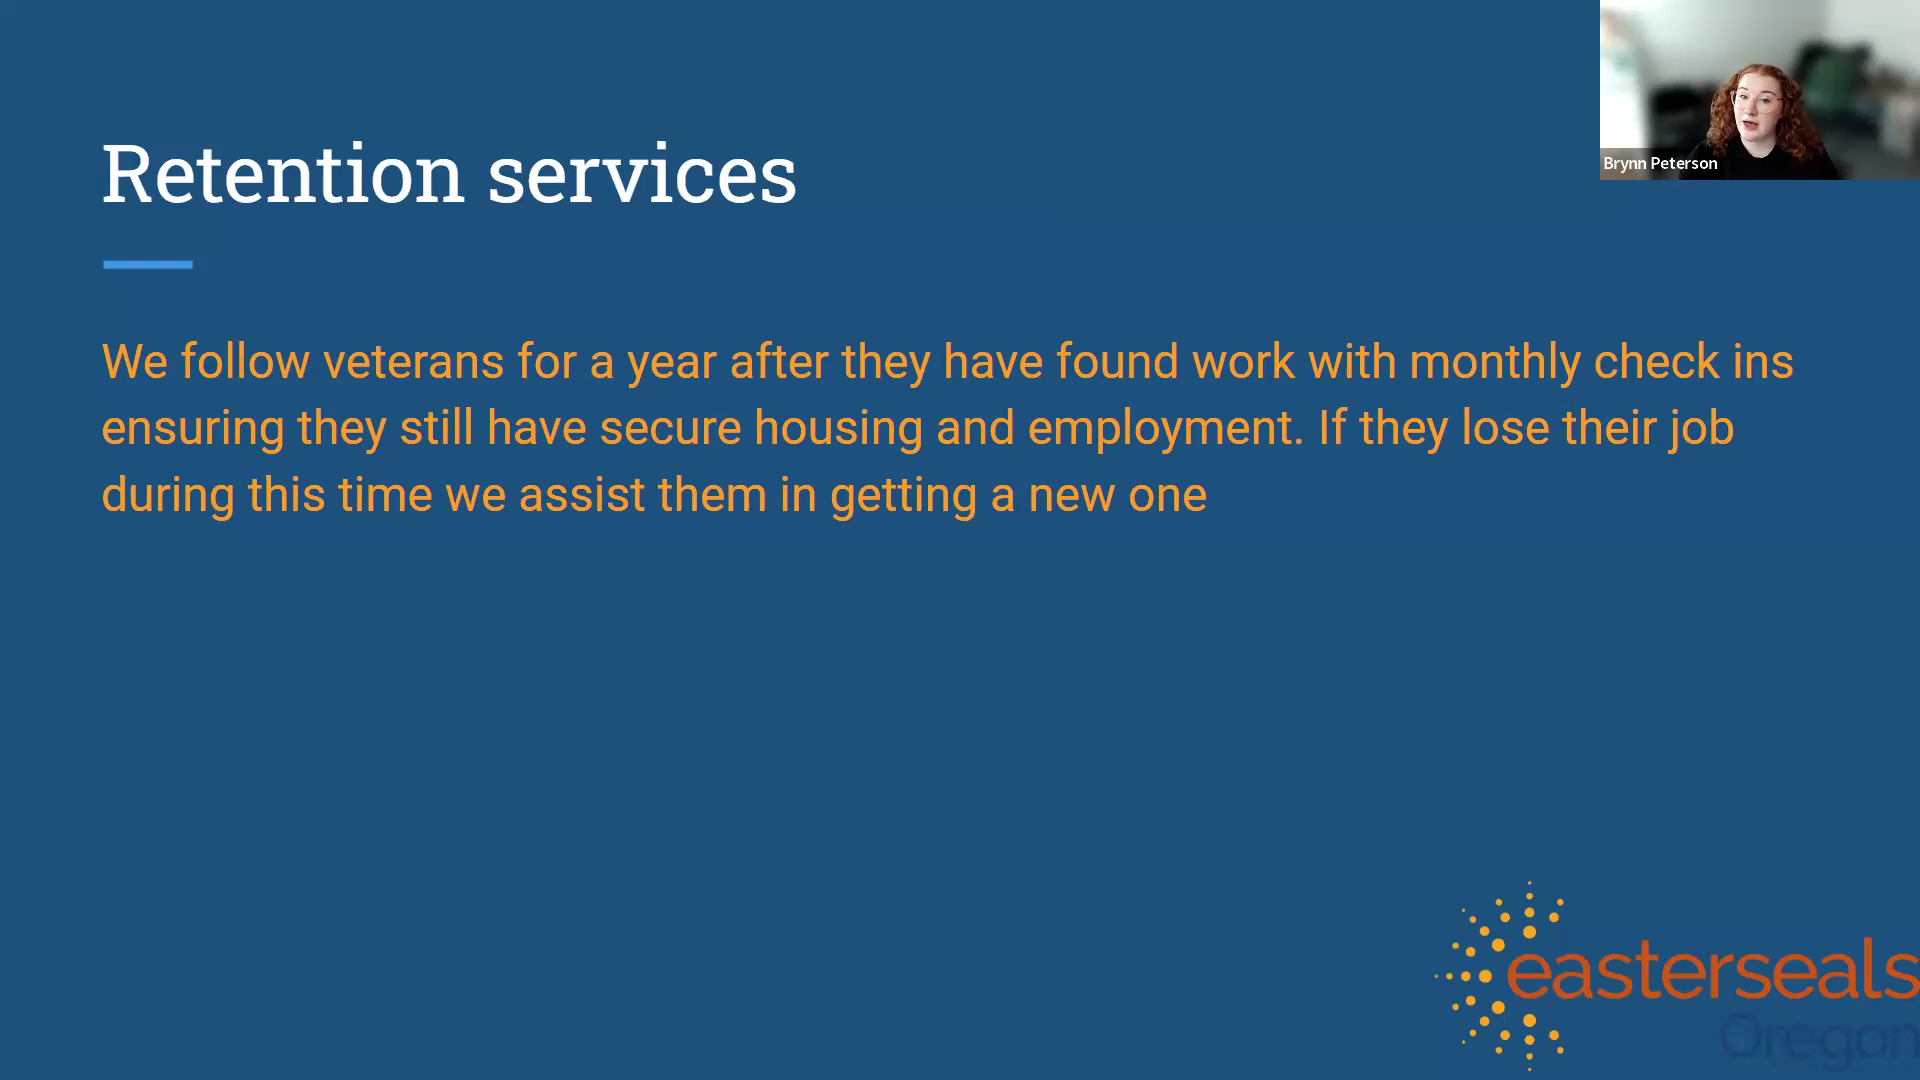 Retention services
Brynn Peterson
We follow veterans for a year after they have found work with monthly check ins
ensuring they still have secure housing and employment. If they lose their job
during this time we assist them in getting a new one
easterseals
Oregon